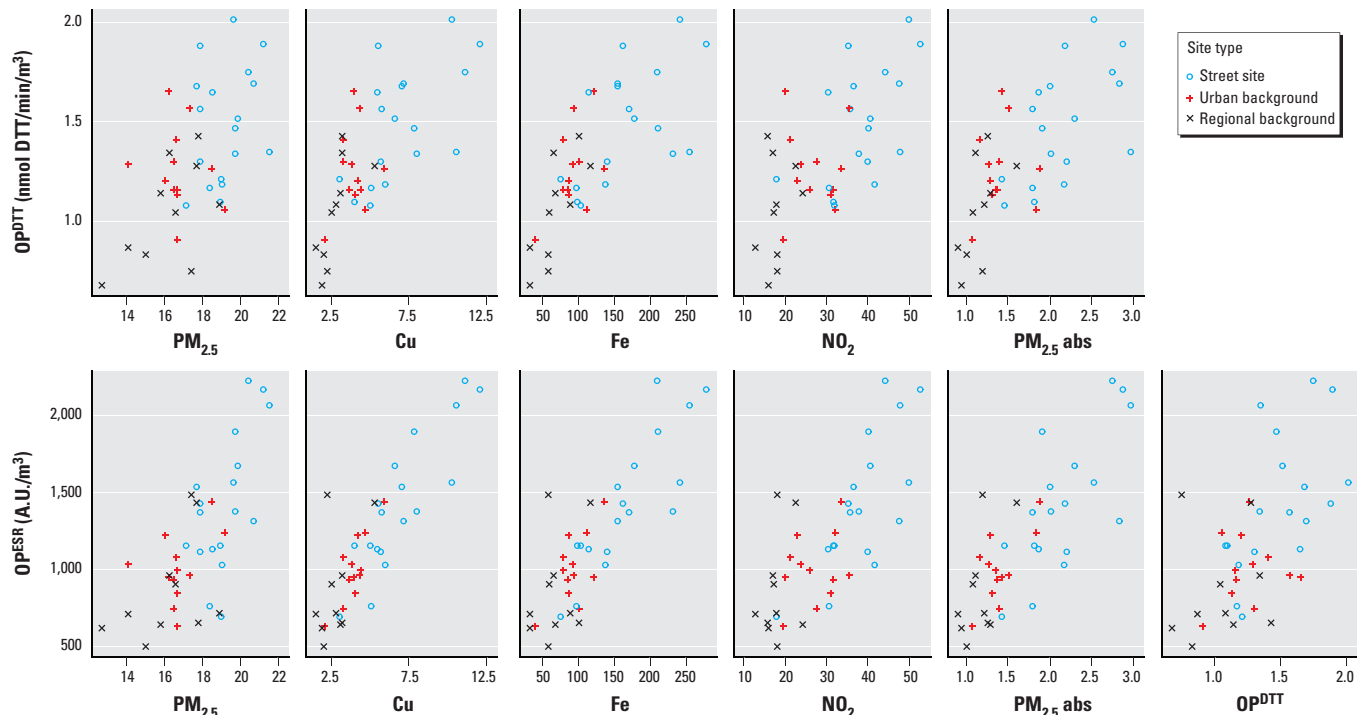 OP^DTT (nmol DTT/min/m³)
2.0
1.5
1.0
14 16 18 20 22
PM₂.₅
2.5 7.5 12.5
Cu
50 100 150 200 250
Fe
10 20 30 40 50
NO₂
1.0 1.5 2.0 2.5 3.0
PM₂.₅ abs
Site type
Street site
Urban background
Regional background
OP^ESR (A.U./m³)
2,000
1,500
1,000
500
14 16 18 20 22
PM₂.₅
2.5 7.5 12.5
Cu
50 100 150 200 250
Fe
10 20 30 40 50
NO₂
1.0 1.5 2.0 2.5 3.0
PM₂.₅ abs
1.0 1.5 2.0
OP^DTT